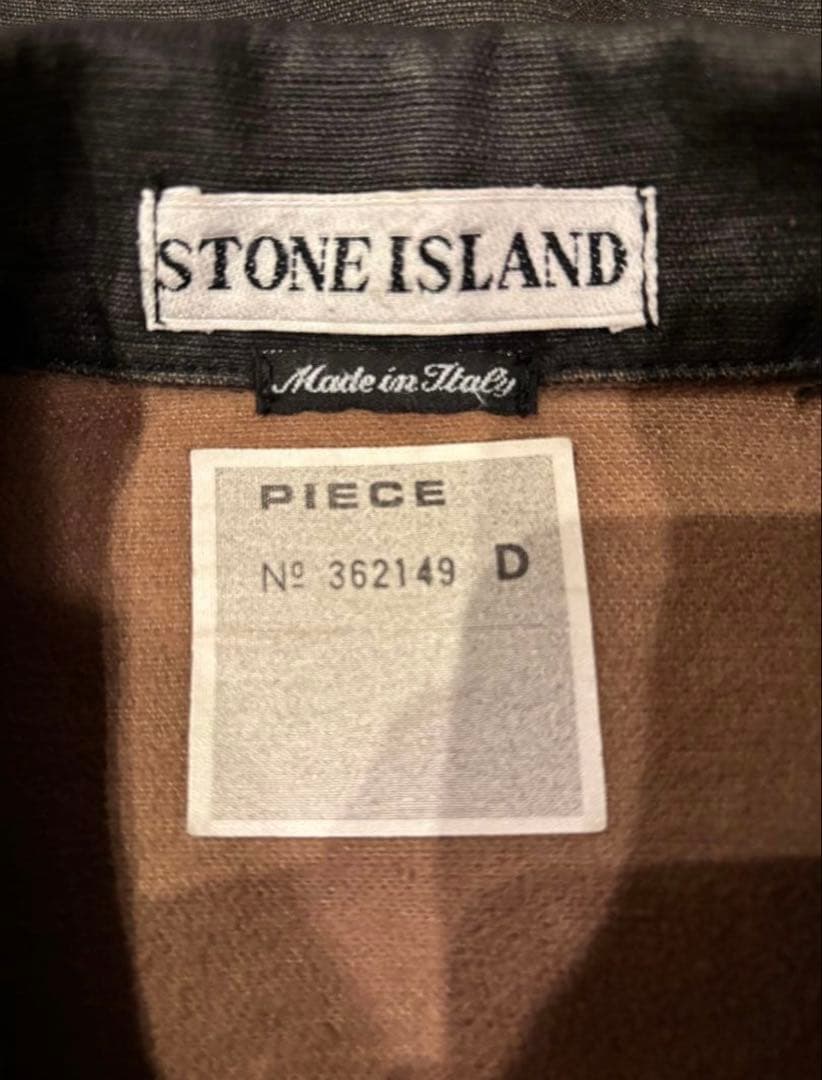 STONE ISLAND
Made in Italy
PIECE
Nº 362149 D